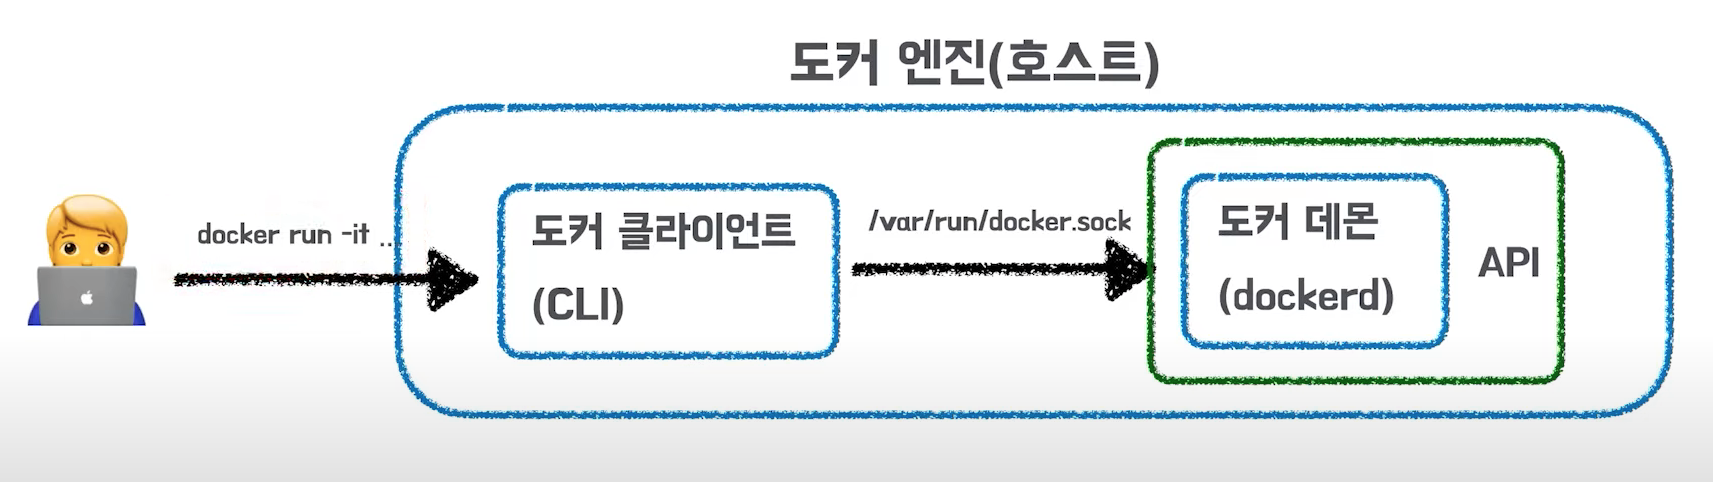 도커 엔진(호스트)
docker run -it ...
도커 클라이언트
(CLI)
/var/run/docker.sock
도커 데몬
(dockerd)
API